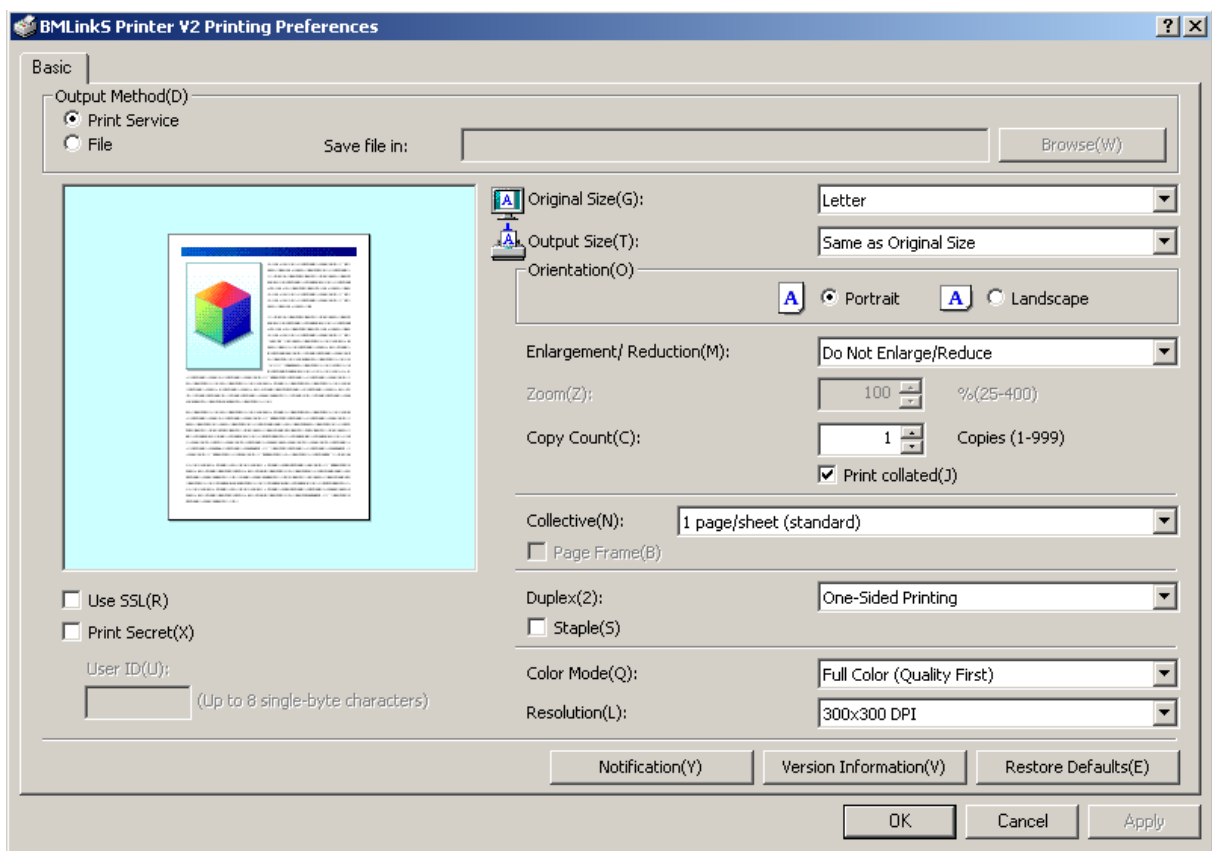 BMLinkS Printer V2 Printing Preferences
Basic
Output Method(D)
Print Service
File
Save file in:
Browse(W)
A Original Size(G): Letter
A Output Size(T): Same as Original Size
Orientation(O)
A Portrait A Landscape
Enlargement/ Reduction(M): Do Not Enlarge/Reduce
Zoom(Z): 100 %(25-400)
Copy Count(C): 1 Copies (1-999)
Print collated(J)
Collective(N): 1 page/sheet (standard)
Page Frame(B)
Use SSL(R)
Print Secret(X)
User ID(U):
(Up to 8 single-byte characters)
Duplex(2): One-Sided Printing
Staple(S)
Color Mode(Q): Full Color (Quality First)
Resolution(L): 300x300 DPI
Notification(Y) Version Information(V) Restore Defaults(E)
OK Cancel Apply